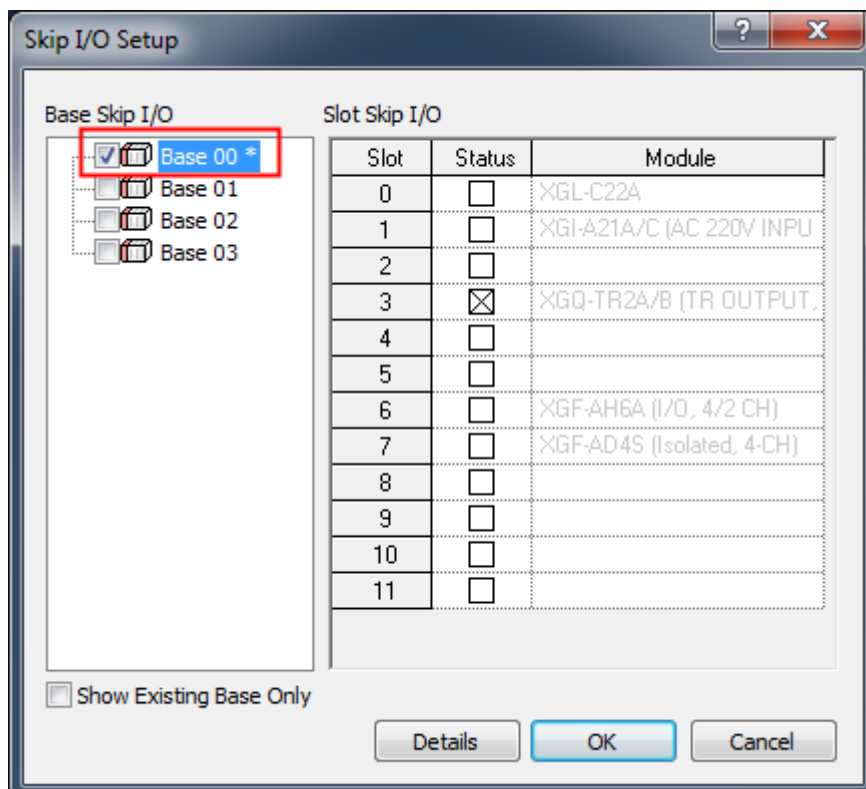 Skip I/O Setup
Base Skip I/O
Base 00 *
Base 01
Base 02
Base 03
Show Existing Base Only
Slot Skip I/O
Slot Status Module
0 XGL-C22A
1 XGI-A21A/C (AC 220V INPU
2
3 XGQ-TR2A/B (TR OUTPUT,
4
5
6 XGF-AH6A (I/O, 4/2 CH)
7 XGF-AD4S (Isolated, 4-CH)
8
9
10
11
Details OK Cancel